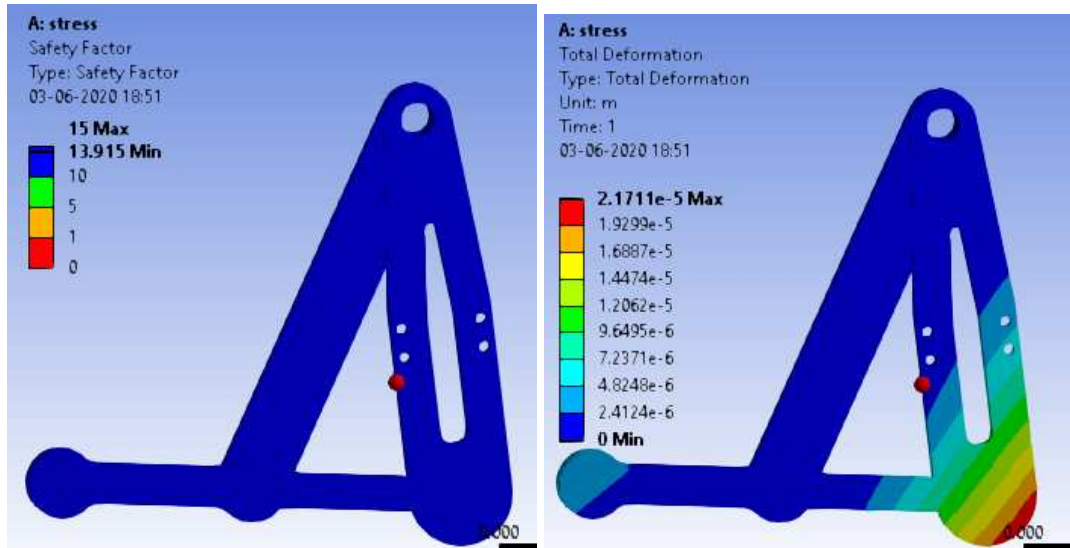 A: stress
Safety Factor
Type: Safety Factor
03-06-2020 18:51
15 Max
13.915 Min
10
5
1
0
0.000
A: stress
Total Deformation
Type: Total Deformation
Unit: m
Time: 1
03-06-2020 18:51
2.1711e-5 Max
1.9299e-5
1.6887e-5
1.4474e-5
1.2062e-5
9.6495e-6
7.2371e-6
4.8248e-6
2.4124e-6
0 Min
0.000